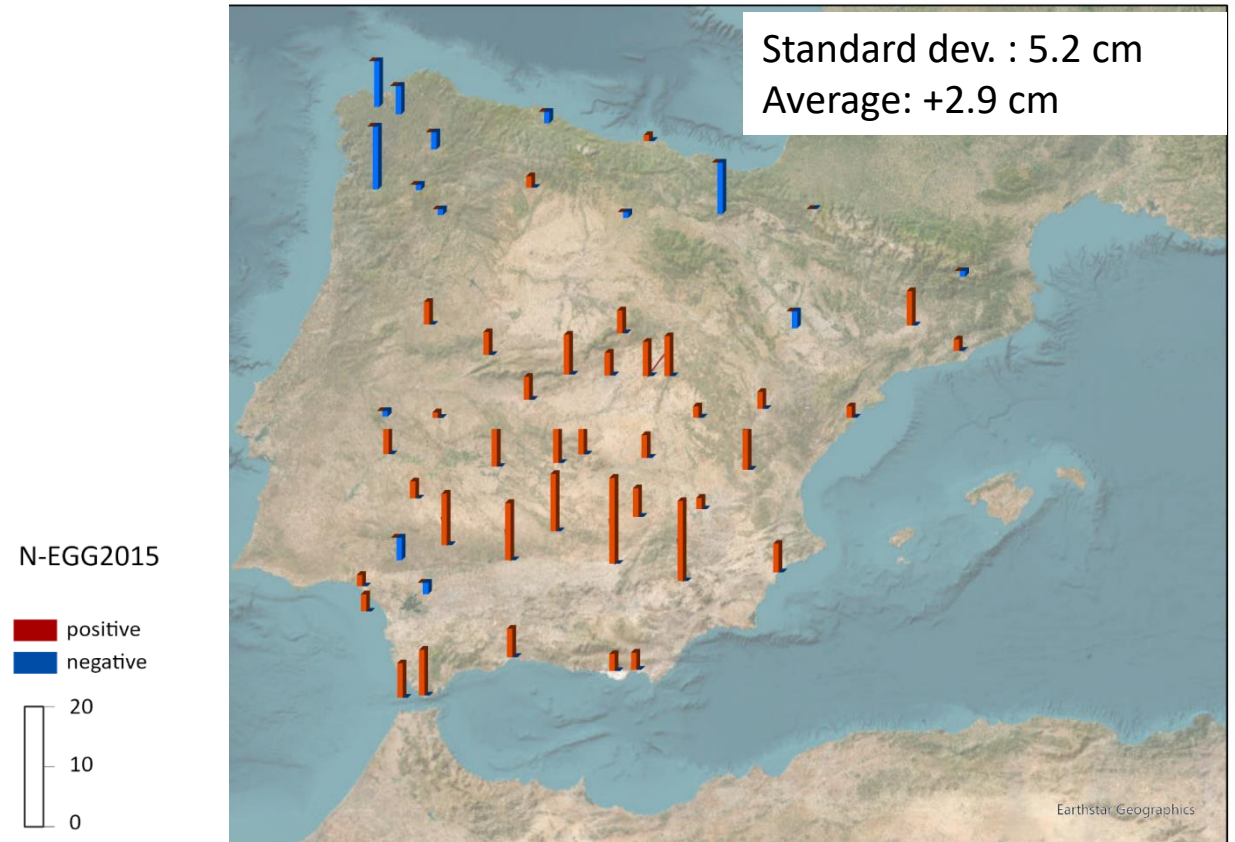 Standard dev. : 5.2 cm
Average: +2.9 cm
N-EGG2015
positive
negative
20
10
0
Earthstar Geographics